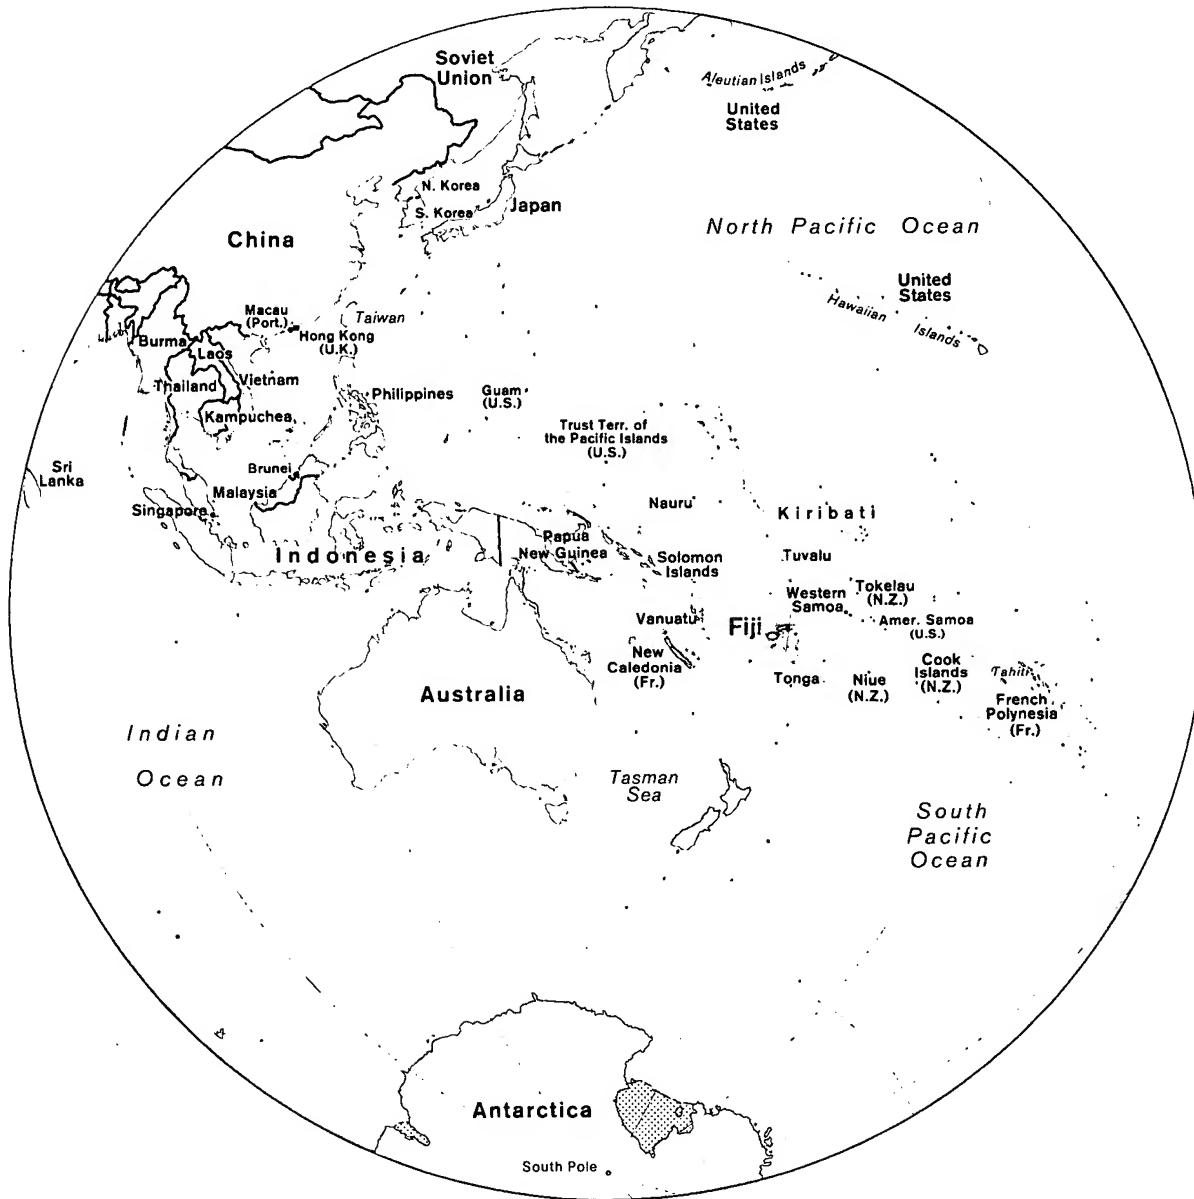 Soviet
Union
Aleutian Islands
United
States
N. Korea
S. Korea
Japan
North Pacific Ocean
China
United
States
Hawaiian Islands
Macau
(Port.)
Taiwan
Hong Kong
(U.K.)
Burma
Laos
Thailand
Vietnam
Kampuchea
Philippines
Guam
(U.S.)
Trust Terr. of
the Pacific Islands
(U.S.)
Sri
Lanka
Brunei
Malaysia
Singapore
Nauru
Kiribati
Indonesia
Papua
New Guinea
Solomon
Islands
Tuvalu
Western
Samoa
Tokelau
(N.Z.)
Vanuatu
Fiji
Amer. Samoa
(U.S.)
New
Caledonia
(Fr.)
Tonga
Niue
(N.Z.)
Cook
Islands
(N.Z.)
Tahiti
French
Polynesia
(Fr.)
Australia
Indian
Ocean
Tasman
Sea
South
Pacific
Ocean
Antarctica
South Pole